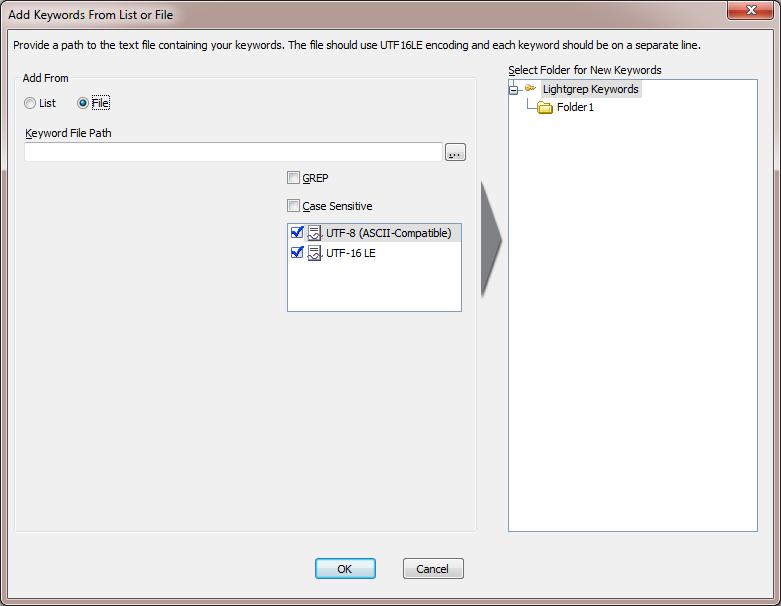 Add Keywords From List or File
Provide a path to the text file containing your keywords. The file should use UTF16LE encoding and each keyword should be on a separate line.
Add From
List
File
Keyword File Path
...
GREP
Case Sensitive
UTF-8 (ASCII-Compatible)
UTF-16 LE
Select Folder for New Keywords
Lightgrep Keywords
Folder1
OK
Cancel